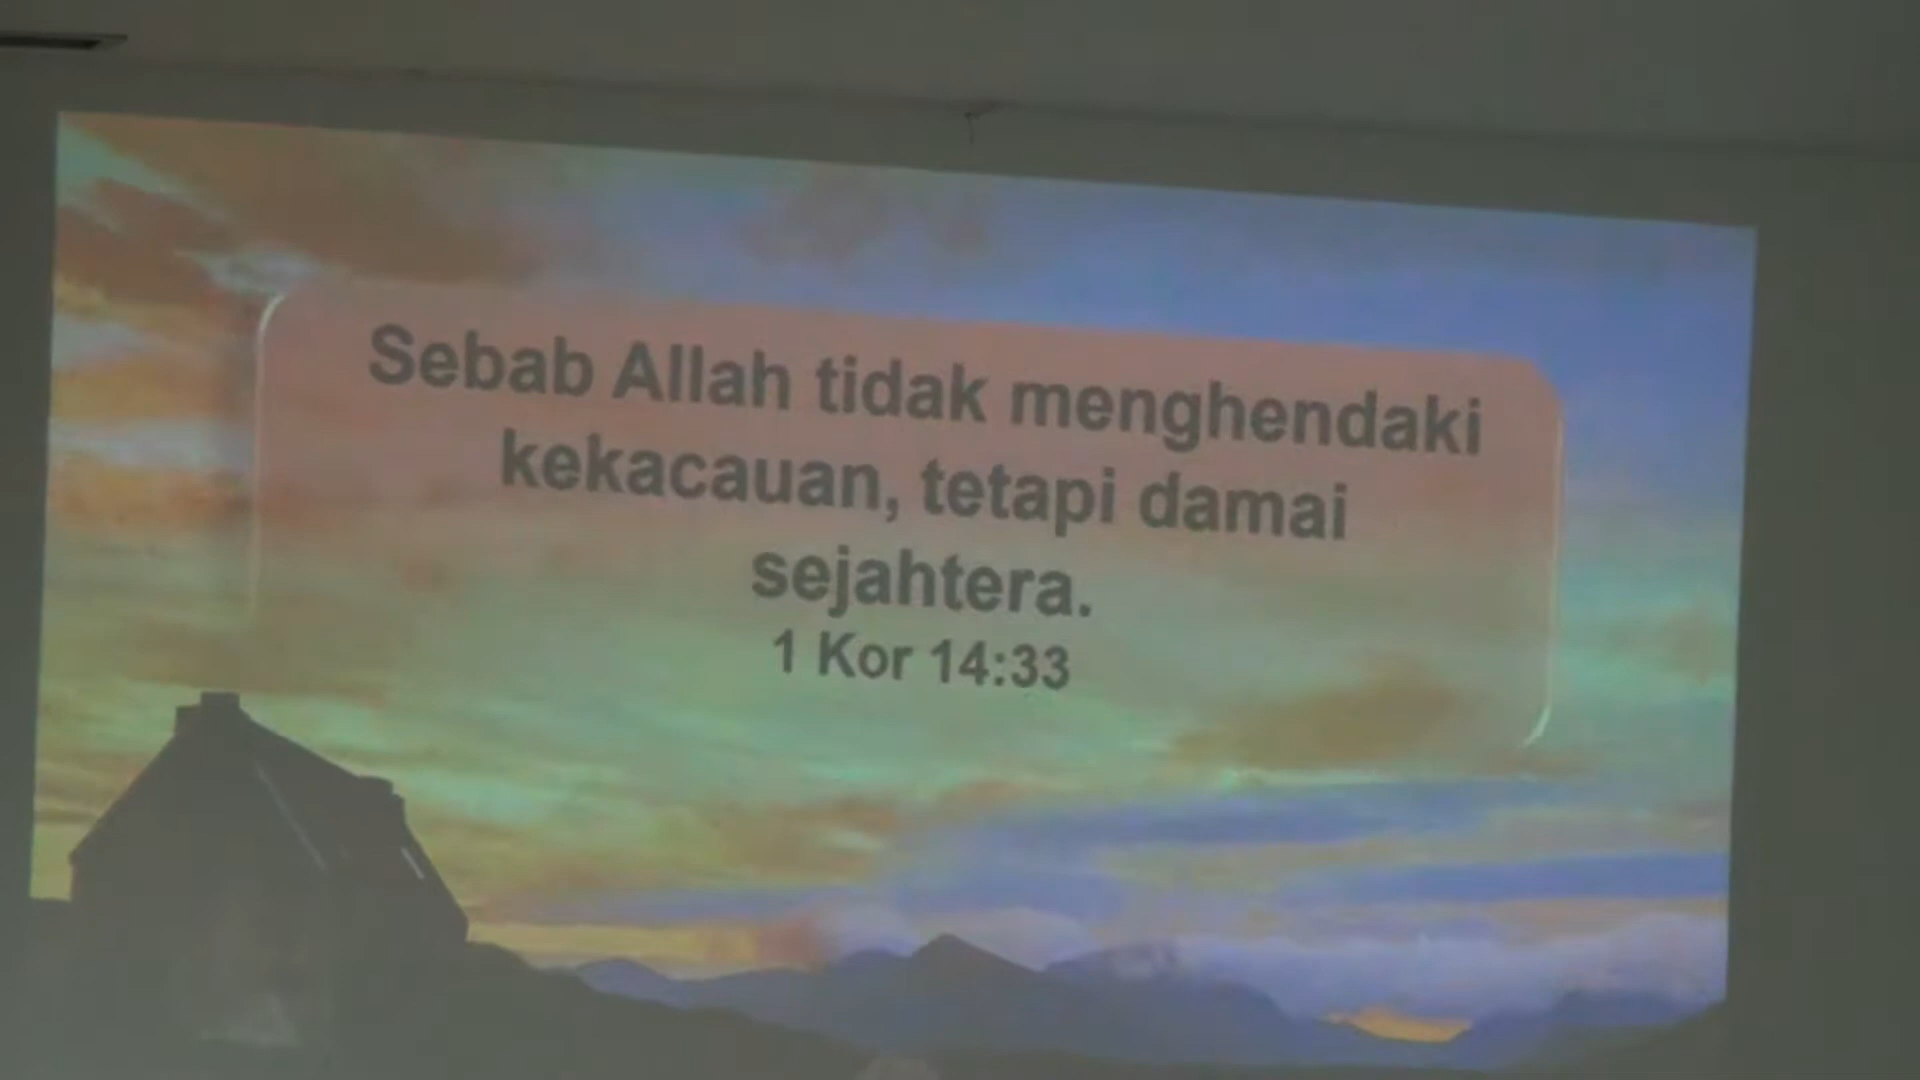 Sebab Allah tidak menghendaki
kekacauan, tetapi damai
sejahtera.
1 Kor 14:33